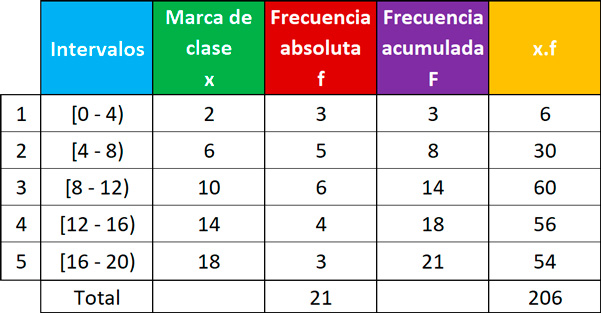 Intervalos Marca de clase x Frecuencia absoluta f Frecuencia acumulada F x.f
1 [0 - 4) 2 3 3 6
2 [4 - 8) 6 5 8 30
3 [8 - 12) 10 6 14 60
4 [12 - 16) 14 4 18 56
5 [16 - 20) 18 3 21 54
Total 21 206